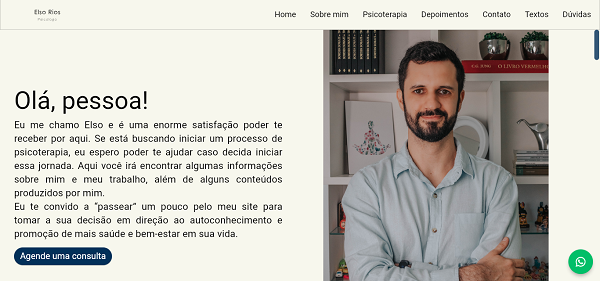 Elso Rios
Psicólogo
Home Sobre mim Psicoterapia Depoimentos Contato Textos Dúvidas
C.G. JUNG O LIVRO VERMELHO
Olá, pessoa!
Eu me chamo Elso e é uma enorme satisfação poder te
receber por aqui. Se está buscando iniciar um processo de
psicoterapia, eu espero poder te ajudar caso decida iniciar
essa jornada. Aqui você irá encontrar algumas informações
sobre mim e meu trabalho, além de alguns conteúdos
produzidos por mim.
Eu te convido a “passear” um pouco pelo meu site para
tomar a sua decisão em direção ao autoconhecimento e
promoção de mais saúde e bem-estar em sua vida.
Agende uma consulta